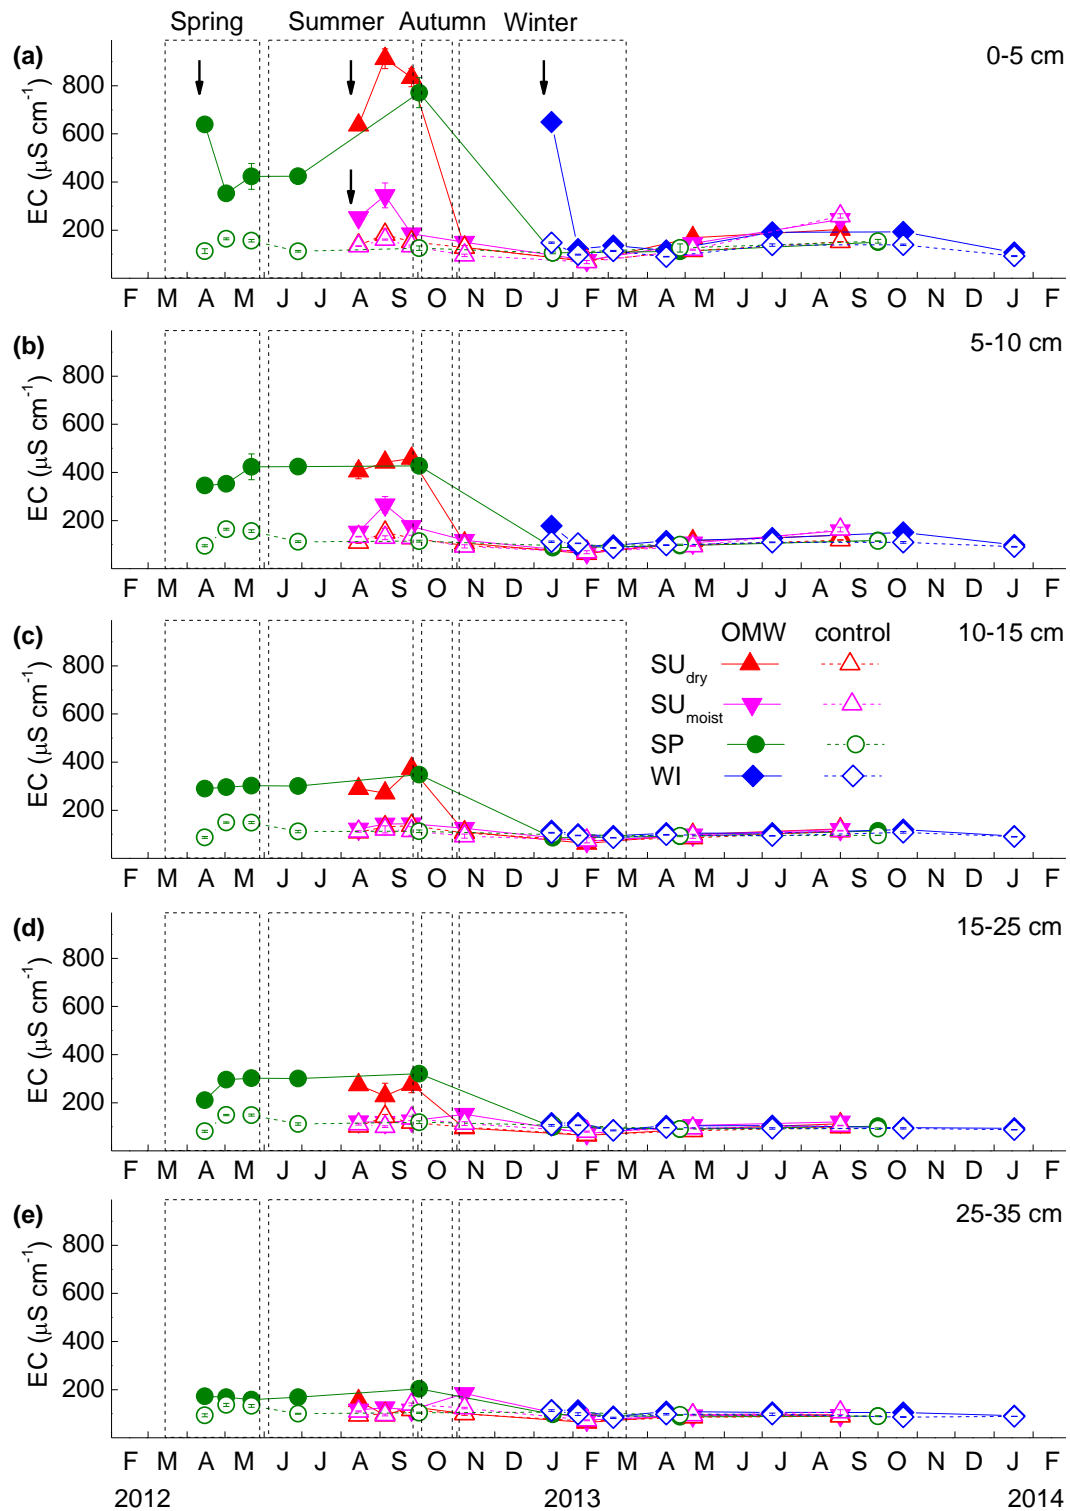 Spring Summer Autumn Winter
(a) 0-5 cm
EC (µS cm-1)
800
600
400
200
F M A M J J A S O N D J F M A M J J A S O N D J F
(b) 5-10 cm
EC (µS cm-1)
800
600
400
200
F M A M J J A S O N D J F M A M J J A S O N D J F
(c) 10-15 cm
OMW control
SUdry
SUmoist
SP
WI
EC (µS cm-1)
800
600
400
200
F M A M J J A S O N D J F M A M J J A S O N D J F
(d) 15-25 cm
EC (µS cm-1)
800
600
400
200
F M A M J J A S O N D J F M A M J J A S O N D J F
(e) 25-35 cm
EC (µS cm-1)
800
600
400
200
F M A M J J A S O N D J F M A M J J A S O N D J F
2012 2013 2014